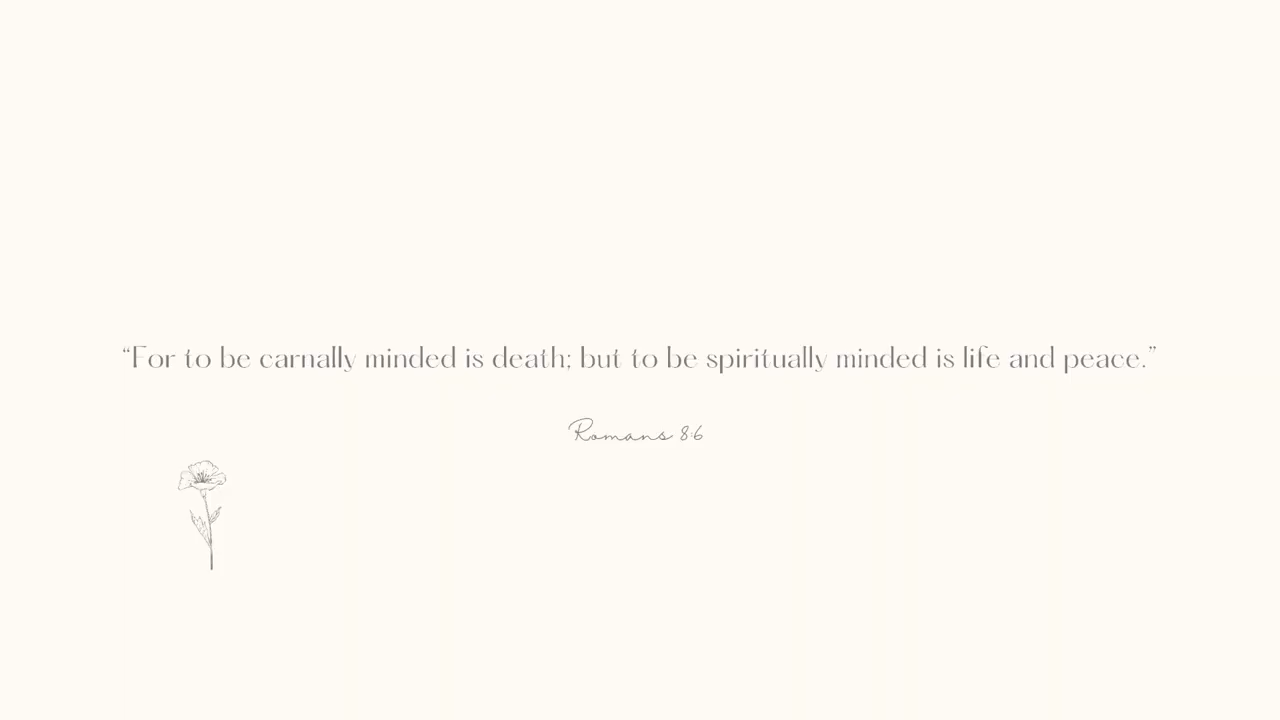 “For to be carnally minded is death; but to be spiritually minded is life and peace.”
Romans 8:6